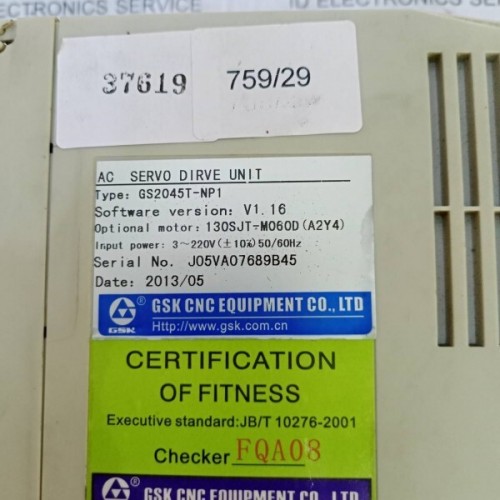 ELECTRONICS SERVICE
ID ELECTRONICS SERVICE
37619
759/29
AC SERVO DIRVE UNIT
Type: GS2045T-NP1
Software version: V1.16
Optional motor: 130SJT-M060D(A2Y4)
Input power: 3～220V(±10%)50/60Hz
Serial No. J05VA07689B45
Date: 2013/05
GSK
GSK CNC EQUIPMENT CO., LTD
Http://www.gsk.com.cn
CERTIFICATION
OF FITNESS
Executive standard:JB/T 10276-2001
Checker FQA08
GSK CNC EQUIPMENT CO., LTD